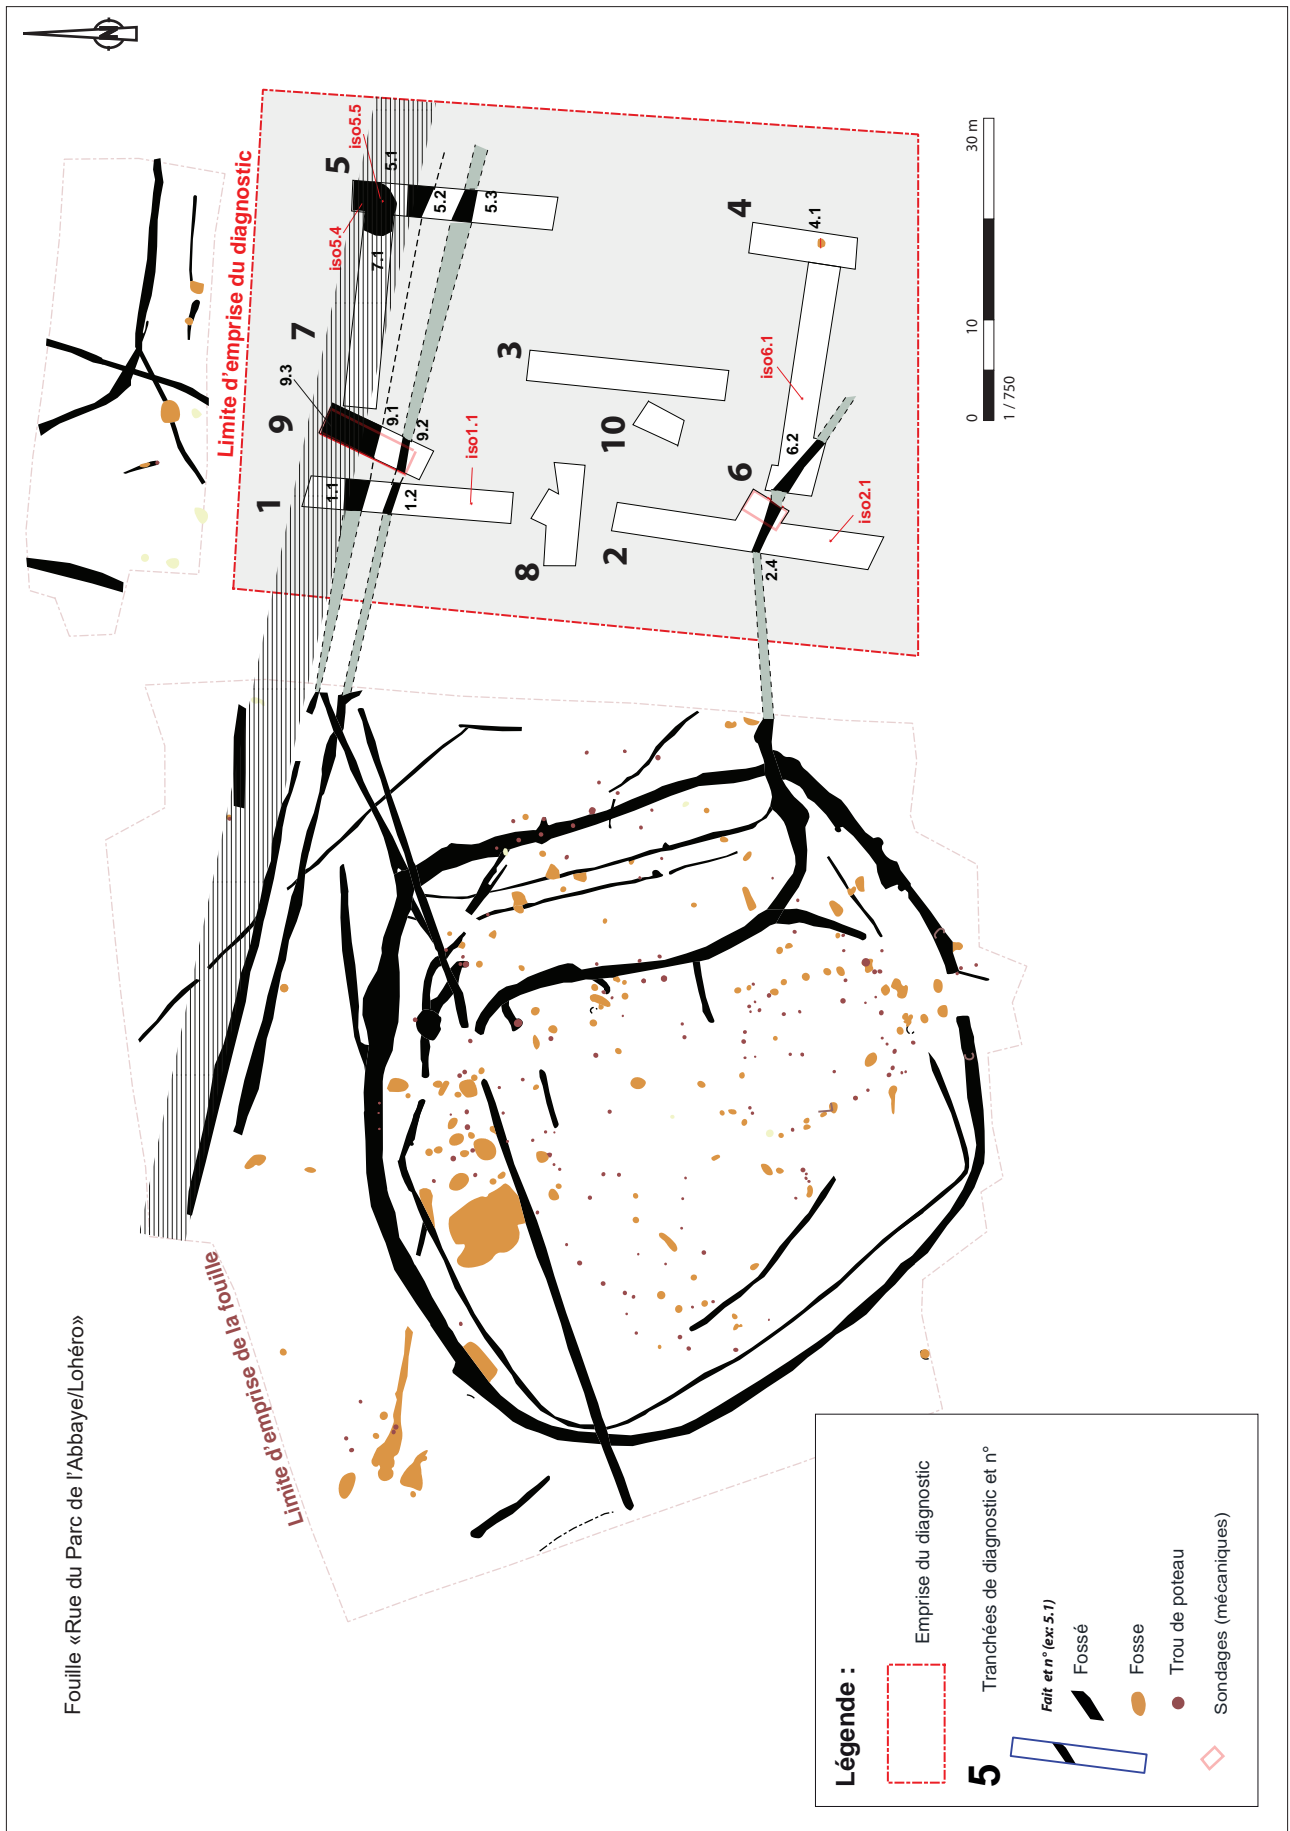 N
Fouille «Rue du Parc de l'Abbaye/Lohéro»
Limite d'emprise de la fouille
Limite d'emprise du diagnostic
1
1.1
1.2
iso1.1
9
9.3
9.1
9.2
7
7.1
5
iso5.4
iso5.5
5.1
5.2
5.3
3
10
8
2
2.4
iso2.1
6
6.2
iso6.1
4
4.1
0
10
30 m
1 / 750
Légende :
Emprise du diagnostic
5
Tranchées de diagnostic et n°
Fait et n° (ex: 5.1)
Fossé
Fosse
Trou de poteau
Sondages (mécaniques)